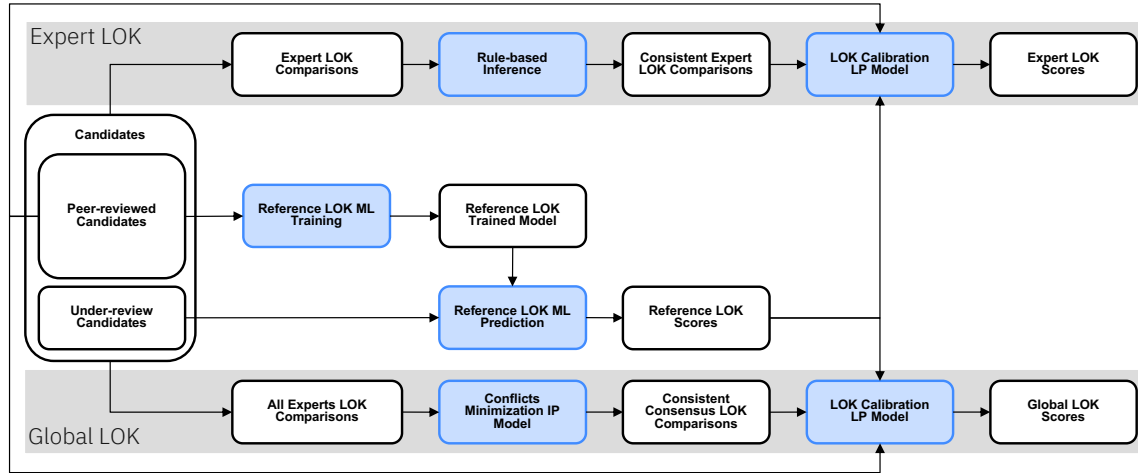 Expert LOK
Expert LOK
Comparisons
Rule-based
Inference
Consistent Expert
LOK Comparisons
LOK Calibration
LP Model
Expert LOK
Scores
Candidates
Peer-reviewed
Candidates
Reference LOK ML
Training
Reference LOK
Trained Model
Under-review
Candidates
Reference LOK ML
Prediction
Reference LOK
Scores
All Experts LOK
Comparisons
Conflicts
Minimization IP
Model
Consistent
Consensus LOK
Comparisons
LOK Calibration
LP Model
Global LOK
Scores
Global LOK